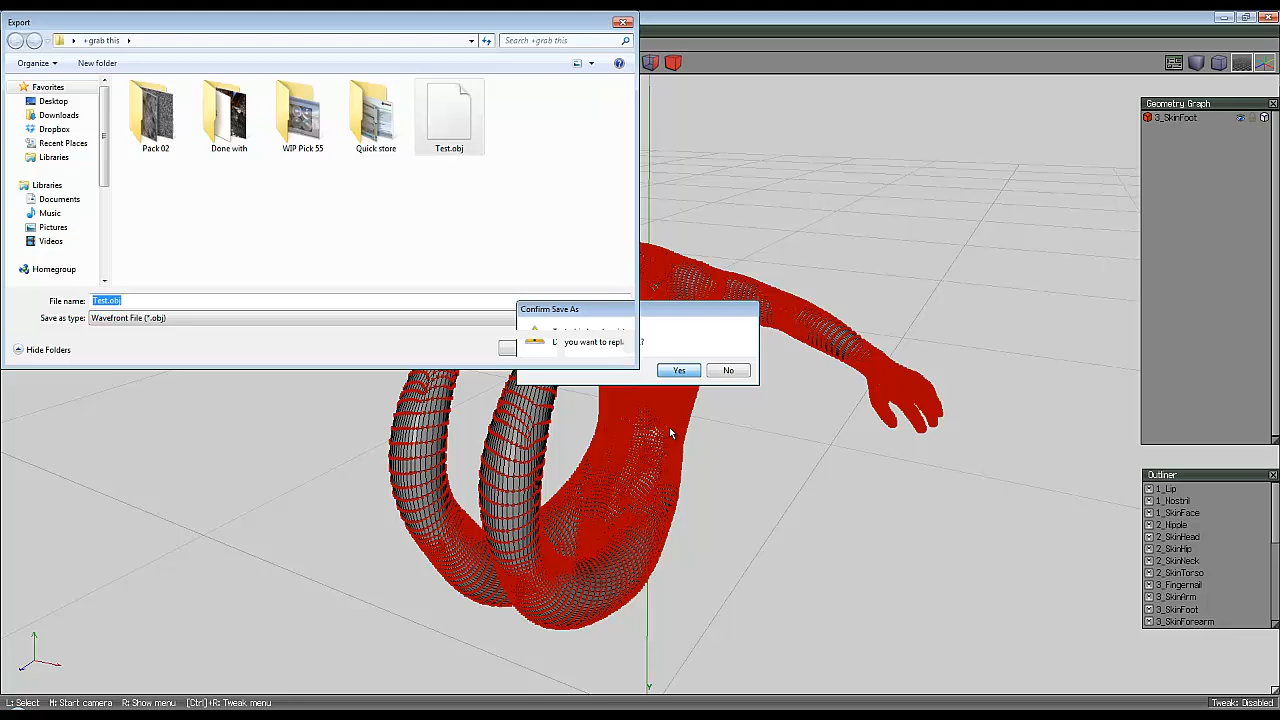 Export
+grab this
Search +grab this
Organize
New folder
Favorites
Desktop
Downloads
Dropbox
Recent Places
Libraries
Libraries
Documents
Music
Pictures
Videos
Homegroup
Pack 02
Done with
WIP Pick 55
Quick store
Test.obj
File name: Test.obj
Save as type: Wavefront File (*.obj)
Hide Folders
Confirm Save As
you want to repl
?
Yes
No
Geometry Graph
3_SkinFoot
Outliner
1_Lip
1_Nostril
1_SkinFace
2_Nipple
2_SkinHead
2_SkinHip
2_SkinNeck
2_SkinTorso
3_Fingernail
3_SkinArm
3_SkinFoot
3_SkinForearm
Y
L: Select M: Start camera R: Show menu [Ctrl]+R: Tweak menu
Tweak: Disabled